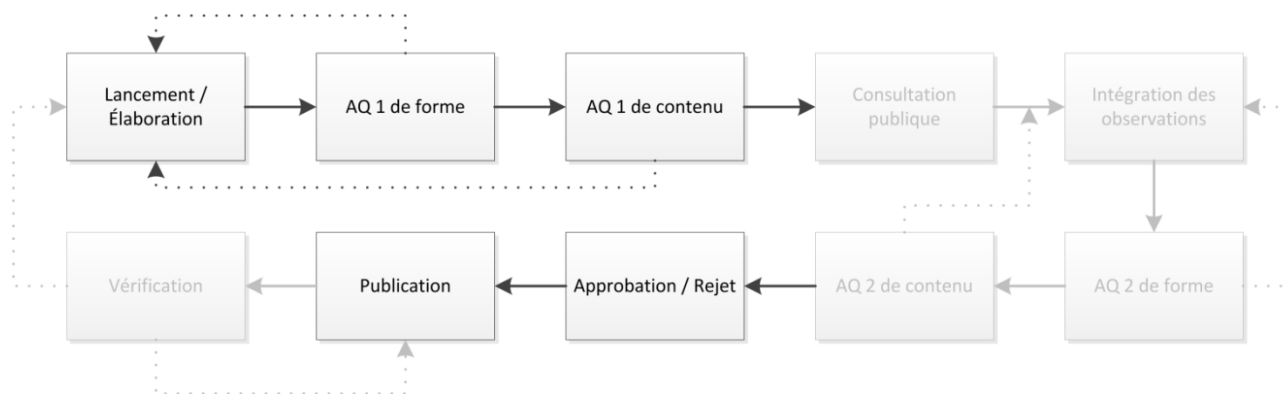 Lancement /
Élaboration
AQ 1 de forme
AQ 1 de contenu
Consultation
publique
Intégration des
observations
Vérification
Publication
Approbation / Rejet
AQ 2 de contenu
AQ 2 de forme